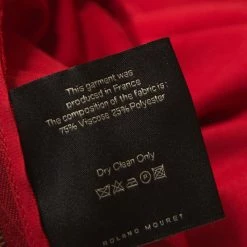 This garment was
produced in France
The composition of the fabric is:
75% Viscose 25% Polyester
Dry Clean Only
P
ROLAND MOURET